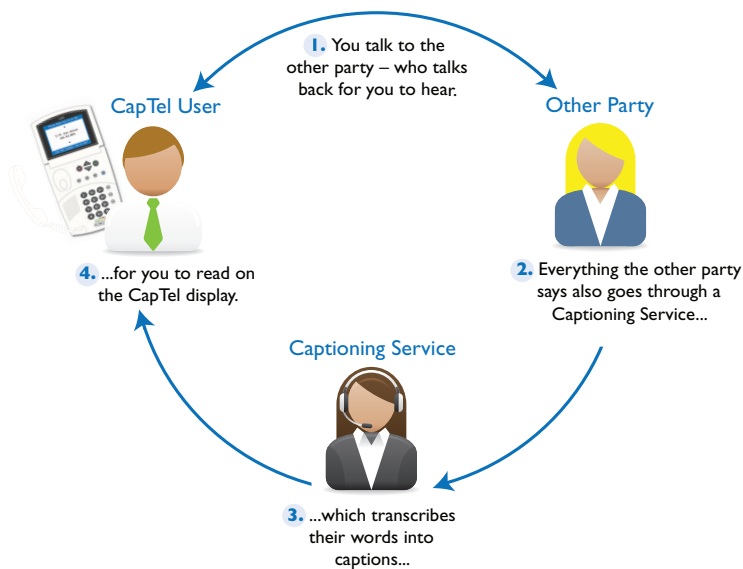 1. You talk to the
other party – who talks
back for you to hear.
CapTel User
Other Party
2. Everything the other party
says also goes through a
Captioning Service...
4. ...for you to read on
the CapTel display.
Captioning Service
3. ...which transcribes
their words into
captions...